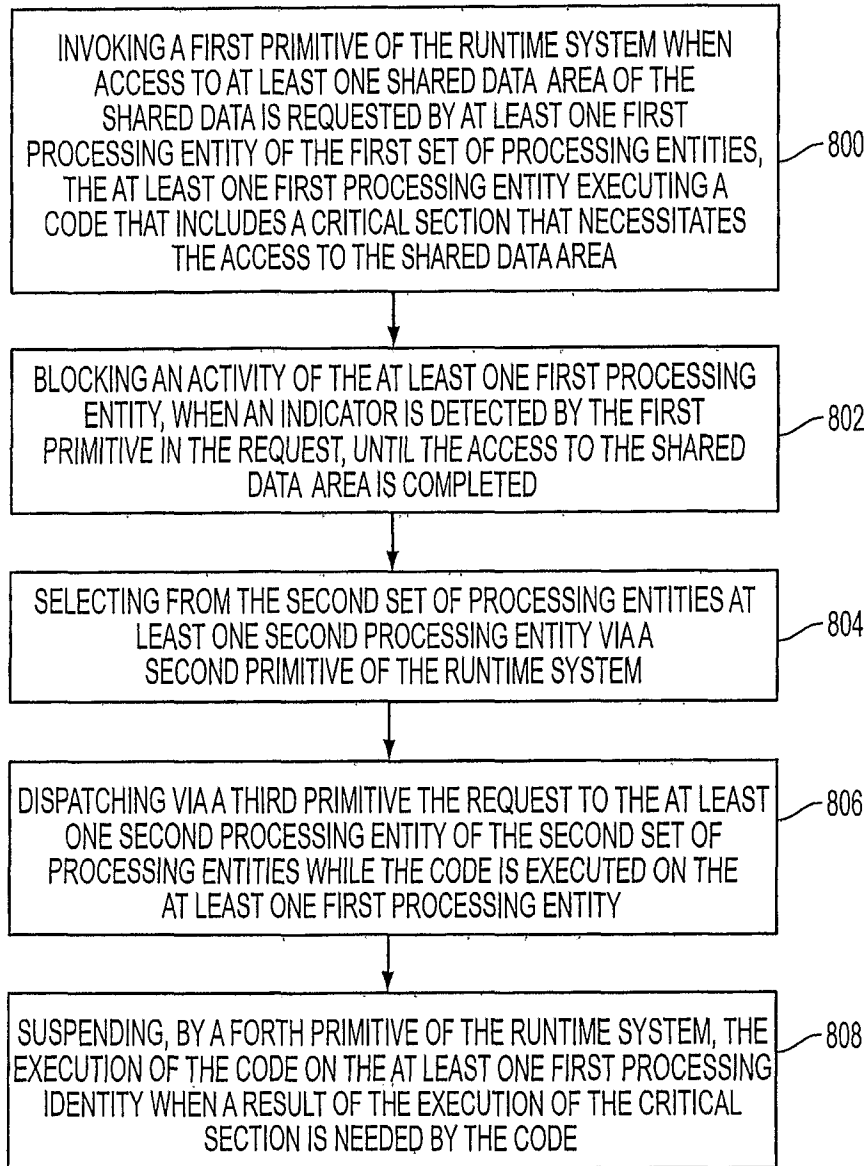 INVOKING A FIRST PRIMITIVE OF THE RUNTIME SYSTEM WHEN
ACCESS TO AT LEAST ONE SHARED DATA AREA OF THE
SHARED DATA IS REQUESTED BY AT LEAST ONE FIRST
PROCESSING ENTITY OF THE FIRST SET OF PROCESSING ENTITIES,
THE AT LEAST ONE FIRST PROCESSING ENTITY EXECUTING A
CODE THAT INCLUDES A CRITICAL SECTION THAT NECESSITATES
THE ACCESS TO THE SHARED DATA AREA
800
BLOCKING AN ACTIVITY OF THE AT LEAST ONE FIRST PROCESSING
ENTITY, WHEN AN INDICATOR IS DETECTED BY THE FIRST
PRIMITIVE IN THE REQUEST, UNTIL THE ACCESS TO THE SHARED
DATA AREA IS COMPLETED
802
SELECTING FROM THE SECOND SET OF PROCESSING ENTITIES AT
LEAST ONE SECOND PROCESSING ENTITY VIA A
SECOND PRIMITIVE OF THE RUNTIME SYSTEM
804
DISPATCHING VIA A THIRD PRIMITIVE THE REQUEST TO THE AT LEAST
ONE SECOND PROCESSING ENTITY OF THE SECOND SET OF
PROCESSING ENTITIES WHILE THE CODE IS EXECUTED ON THE
AT LEAST ONE FIRST PROCESSING ENTITY
806
SUSPENDING, BY A FORTH PRIMITIVE OF THE RUNTIME SYSTEM, THE
EXECUTION OF THE CODE ON THE AT LEAST ONE FIRST PROCESSING
IDENTITY WHEN A RESULT OF THE EXECUTION OF THE CRITICAL
SECTION IS NEEDED BY THE CODE
808